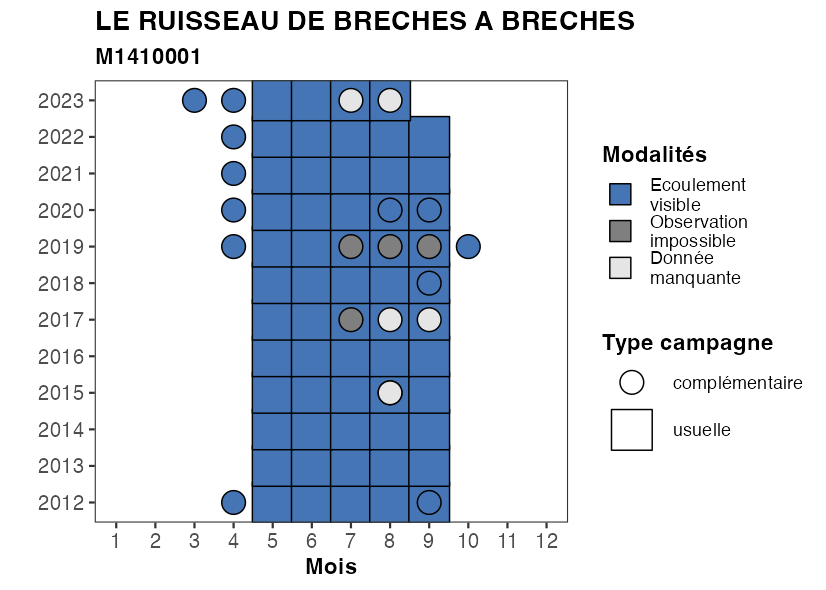 LE RUISSEAU DE BRECHES A BRECHES
M1410001
2023
2022
2021
2020
2019
2018
2017
2016
2015
2014
2013
2012
1 2 3 4 5 6 7 8 9 10 11 12
Mois
Modalités
Ecoulement
visible
Observation
impossible
Donnée
manquante
Type campagne
complémentaire
usuelle